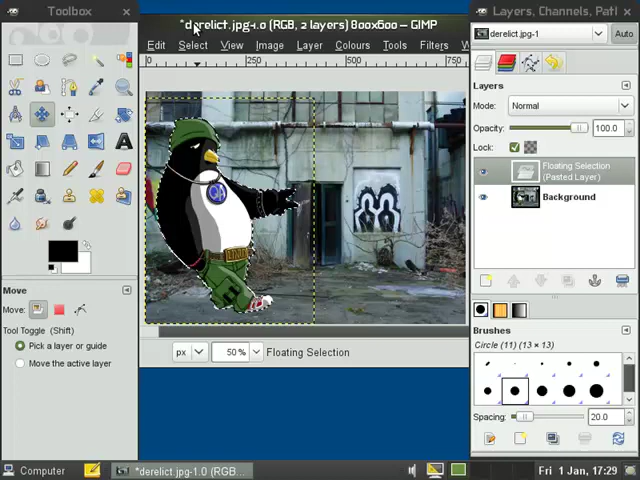 Toolbox
*derelict.jpg-1.0 (RGB, 2 layers) 800x600 – GIMP
Layers, Channels, Patl
Edit Select View Image Layer Colours Tools Filters
derelict.jpg-1 Auto
0 250 500 750
Layers
Mode: Normal
Opacity: 100.0
Lock:
Floating Selection
(Pasted Layer)
Background
Move
Move:
Tool Toggle (Shift)
Pick a layer or guide
Move the active layer
px 50 % Floating Selection
Brushes
Circle (11) (13 × 13)
Spacing: 20.0
Computer
*derelict.jpg-1.0 (RGB...
Fri 1 Jan, 17:29